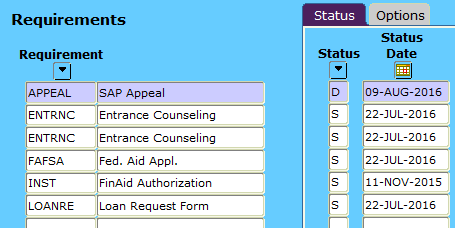 Requirements
Status Options
Requirement Status Status Date
APPEAL SAP Appeal D 09-AUG-2016
ENTRNC Entrance Counseling S 22-JUL-2016
ENTRNC Entrance Counseling S 22-JUL-2016
FAFSA Fed. Aid Appl. S 22-JUL-2016
INST FinAid Authorization S 11-NOV-2015
LOANRE Loan Request Form S 22-JUL-2016